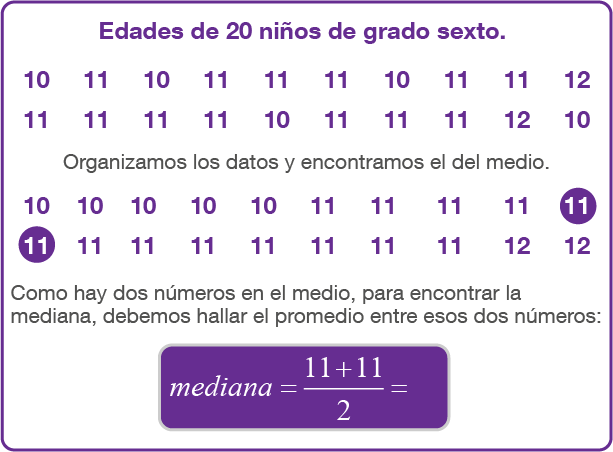 Edades de 20 niños de grado sexto.
10 11 10 11 11 11 10 11 11 12
11 11 11 11 10 11 11 11 12 10
Organizamos los datos y encontramos el del medio.
10 10 10 10 10 11 11 11 11 11
11 11 11 11 11 11 11 11 12 12
Como hay dos números en el medio, para encontrar la
mediana, debemos hallar el promedio entre esos dos números:
mediana = \frac{11+11}{2} =